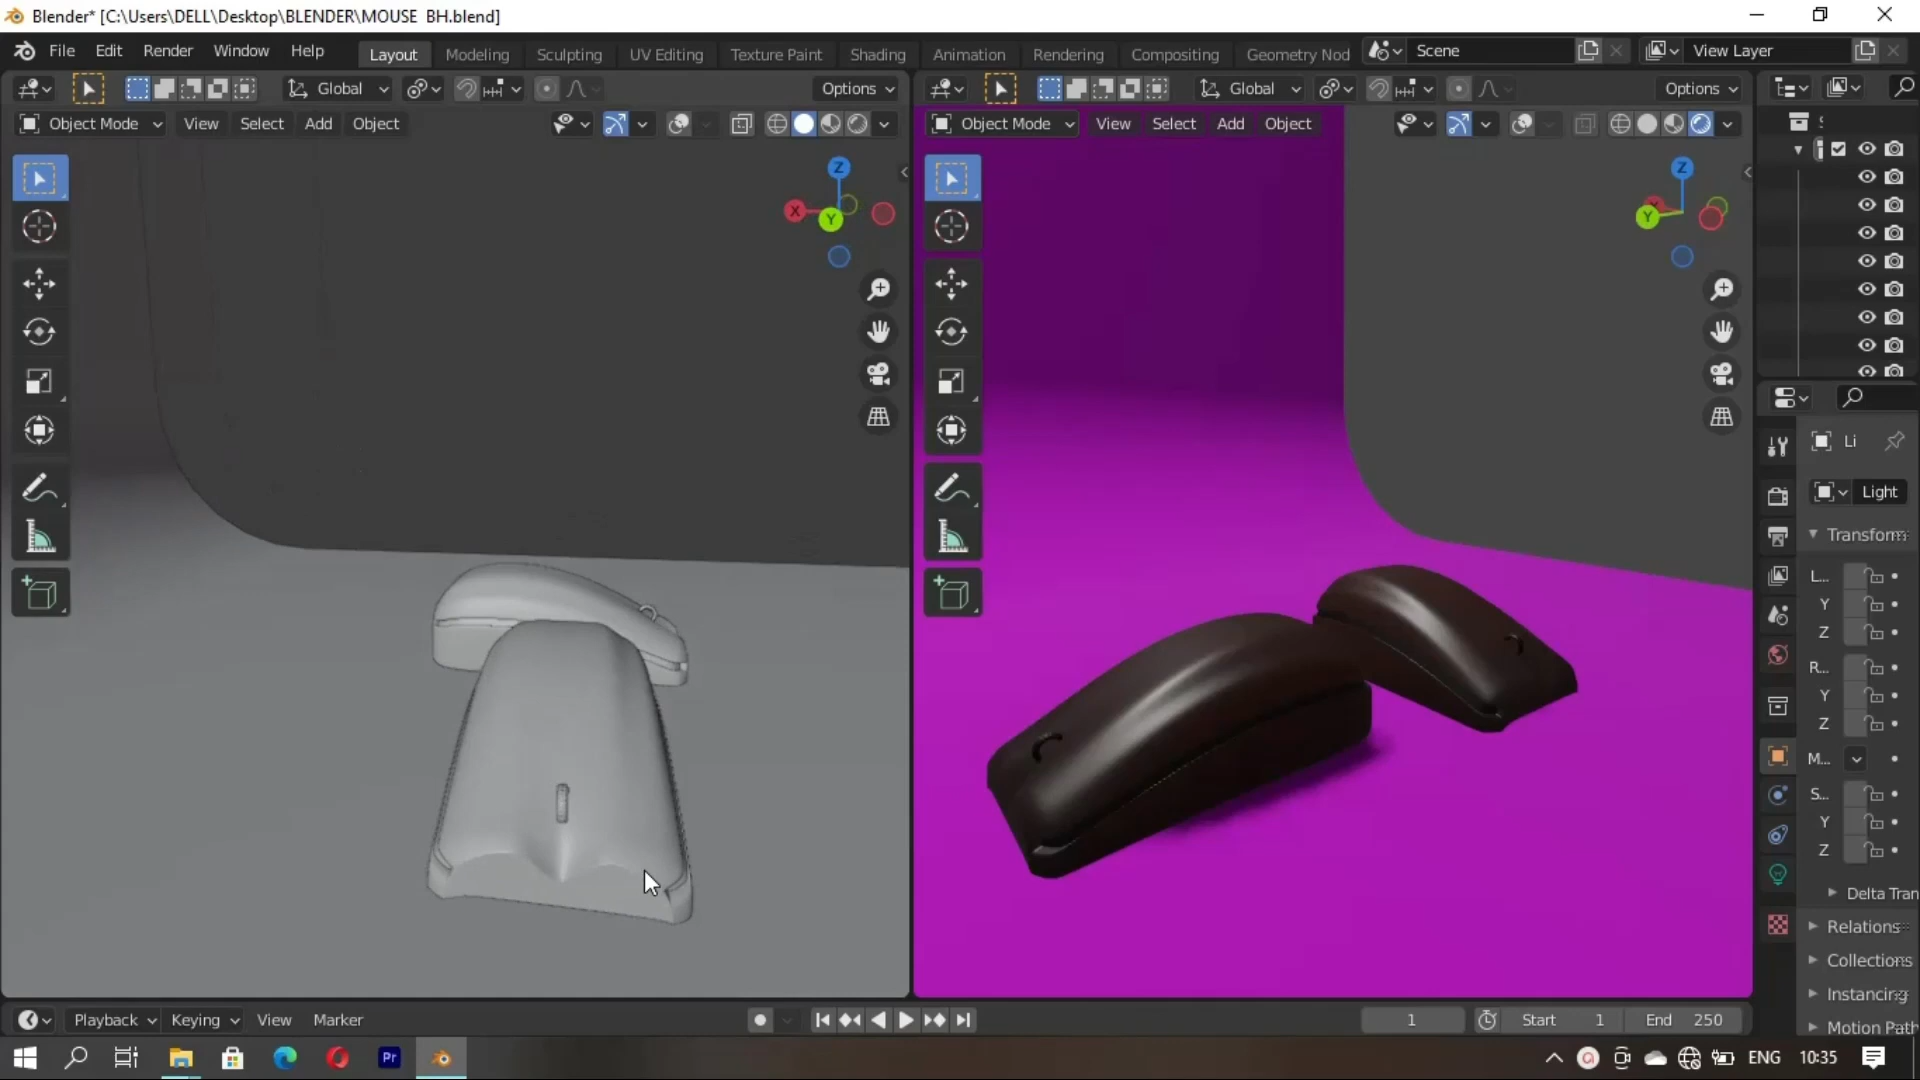 Blender* [C:\Users\DELL\Desktop\BLENDER\MOUSE BH.blend]
File Edit Render Window Help Layout Modeling Sculpting UV Editing Texture Paint Shading Animation Rendering Compositing Geometry Nod Scene View Layer
Global Options Global Options
Object Mode View Select Add Object Object Mode View Select Add Object
Z X Y
Z Y
Li
Light
Transform
L...
Y
Z
R...
Y
Z
M...
S...
Y
Z
Delta Tran
Relations
Collections
Instancing
Motion Path
Playback Keying View Marker 1 Start 1 End 250
Pr ENG 10:35